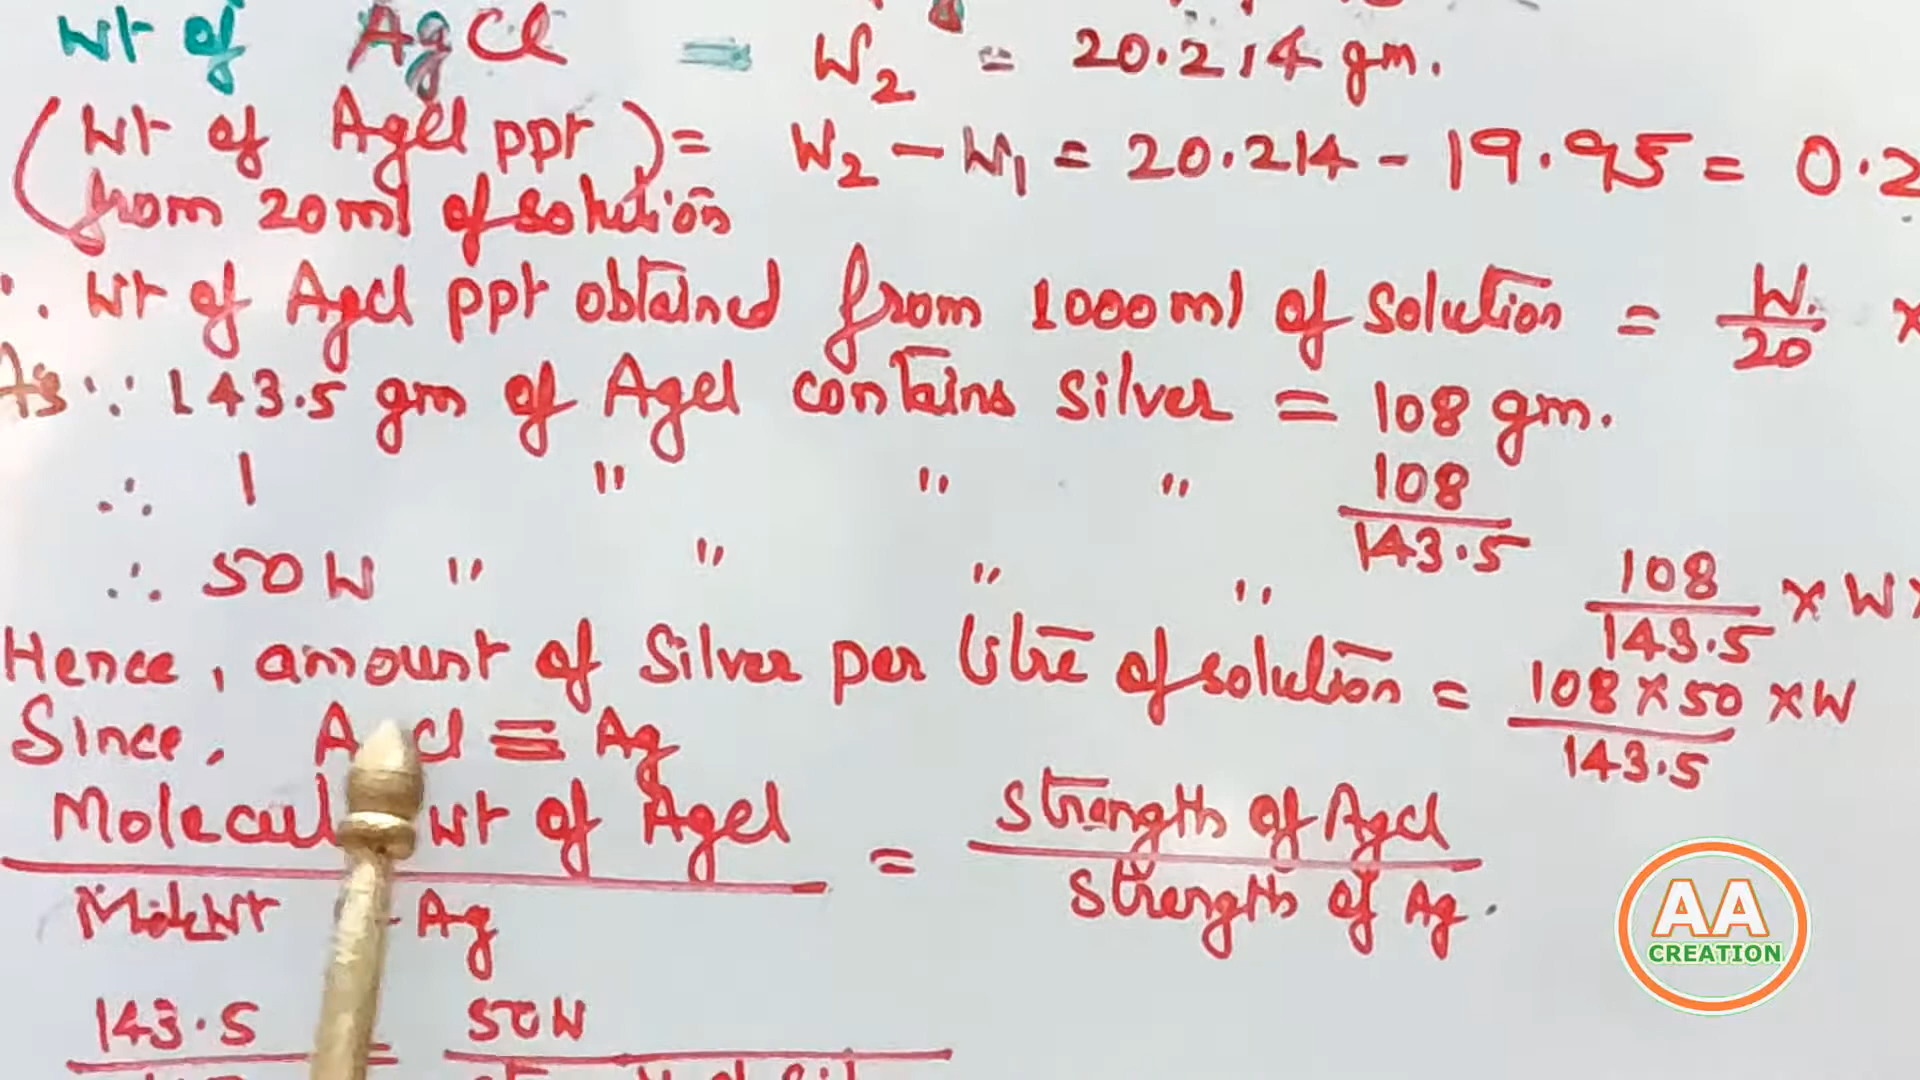 wt of AgCl = W2 = 20.214 gm.
(wt of AgCl ppt from 20ml of solution) = W2 - W1 = 20.214 - 19.95 = 0.2
∴ wt of AgCl ppt obtained from 1000ml of solution = W/20 ×
As ∵ 143.5 gm of AgCl contains silver = 108 gm.
∴ 1 " " " 108/143.5
∴ 50W " " " " 108/143.5 × W ×
Hence, amount of Silver per litre of solution = 108 × 50/143.5 × W
Since, AgCl ≡ Ag
Molecul wt of AgCl / Mol. wt Ag = Strength of AgCl / Strength of Ag.
143.5 = 50W
AA
CREATION